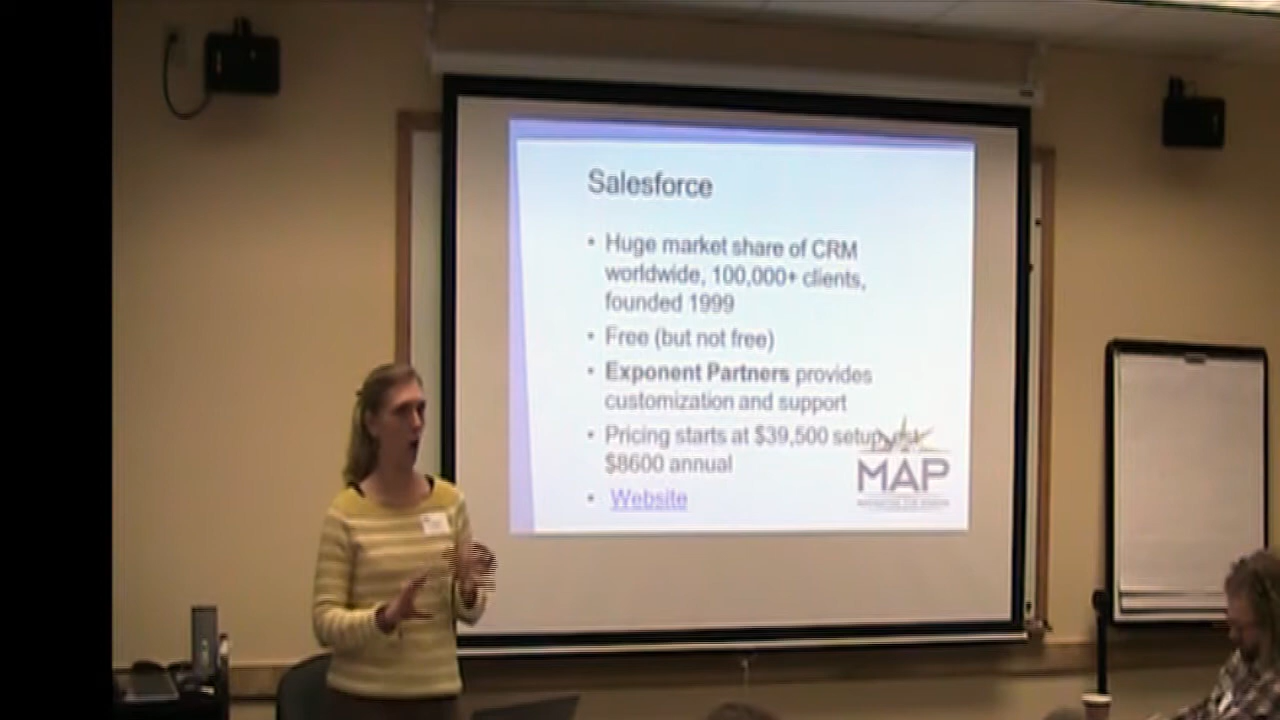 Salesforce
• Huge market share of CRM
worldwide, 100,000+ clients,
founded 1999
• Free (but not free)
• Exponent Partners provides
customization and support
• Pricing starts at $39,500 setup,
$8600 annual
• Website
MAP